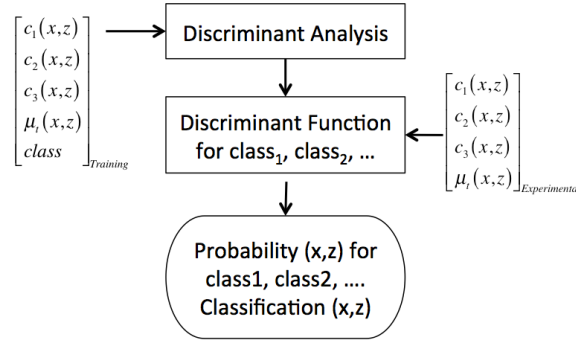 c₁(x,z)
c₂(x,z)
c₃(x,z)
μₜ(x,z)
class
Training
Discriminant Analysis
Discriminant Function
for class₁, class₂, ...
c₁(x,z)
c₂(x,z)
c₃(x,z)
μₜ(x,z)
Experimenta
Probability (x,z) for
class1, class2, ....
Classification (x,z)